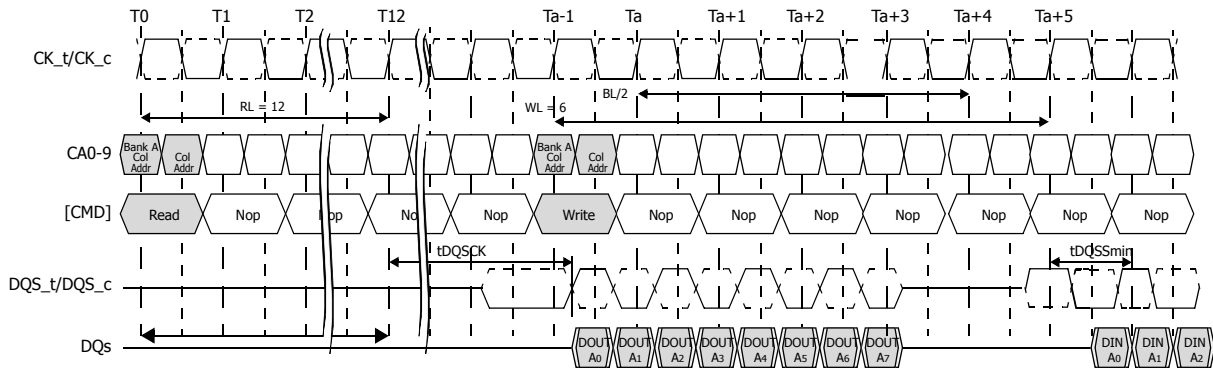 T0 T1 T2 T12 Ta-1 Ta Ta+1 Ta+2 Ta+3 Ta+4 Ta+5
CK_t/CK_c
BL/2
RL = 12 WL = 6
CA0-9
Bank A Col Addr
Col Addr
Bank A Col Addr
Col Addr
[CMD] Read Nop Nop Nop Nop Write Nop Nop Nop Nop Nop Nop Nop
tDQSCK tDQSSmin
DQS_t/DQS_c
DQs
DOUT A0
DOUT A1
DOUT A2
DOUT A3
DOUT A4
DOUT A5
DOUT A6
DOUT A7
DIN A0
DIN A1
DIN A2